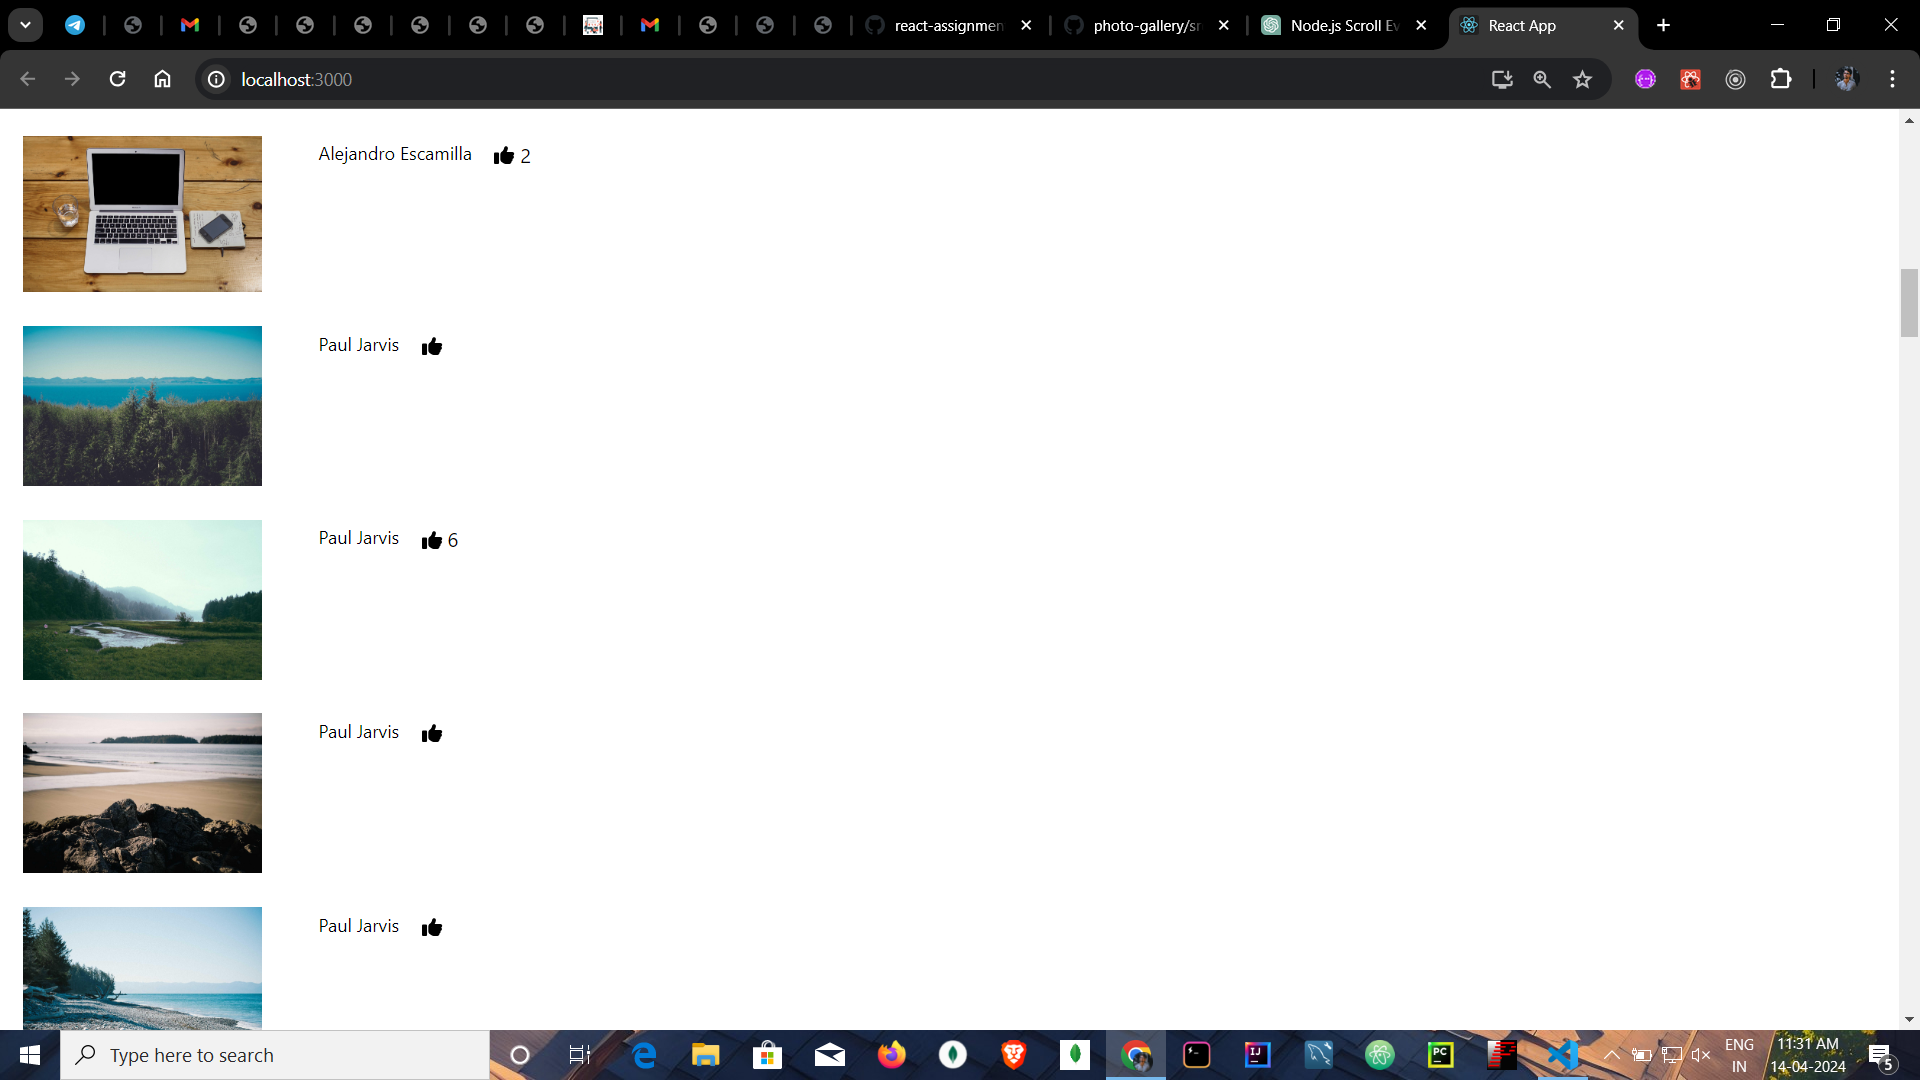 react-assignmen
photo-gallery/sr
Node.js Scroll Ev
React App
localhost:3000
Alejandro Escamilla 2
Paul Jarvis
Paul Jarvis 6
Paul Jarvis
Paul Jarvis
Type here to search
ENG
IN
11:31 AM
14-04-2024
5